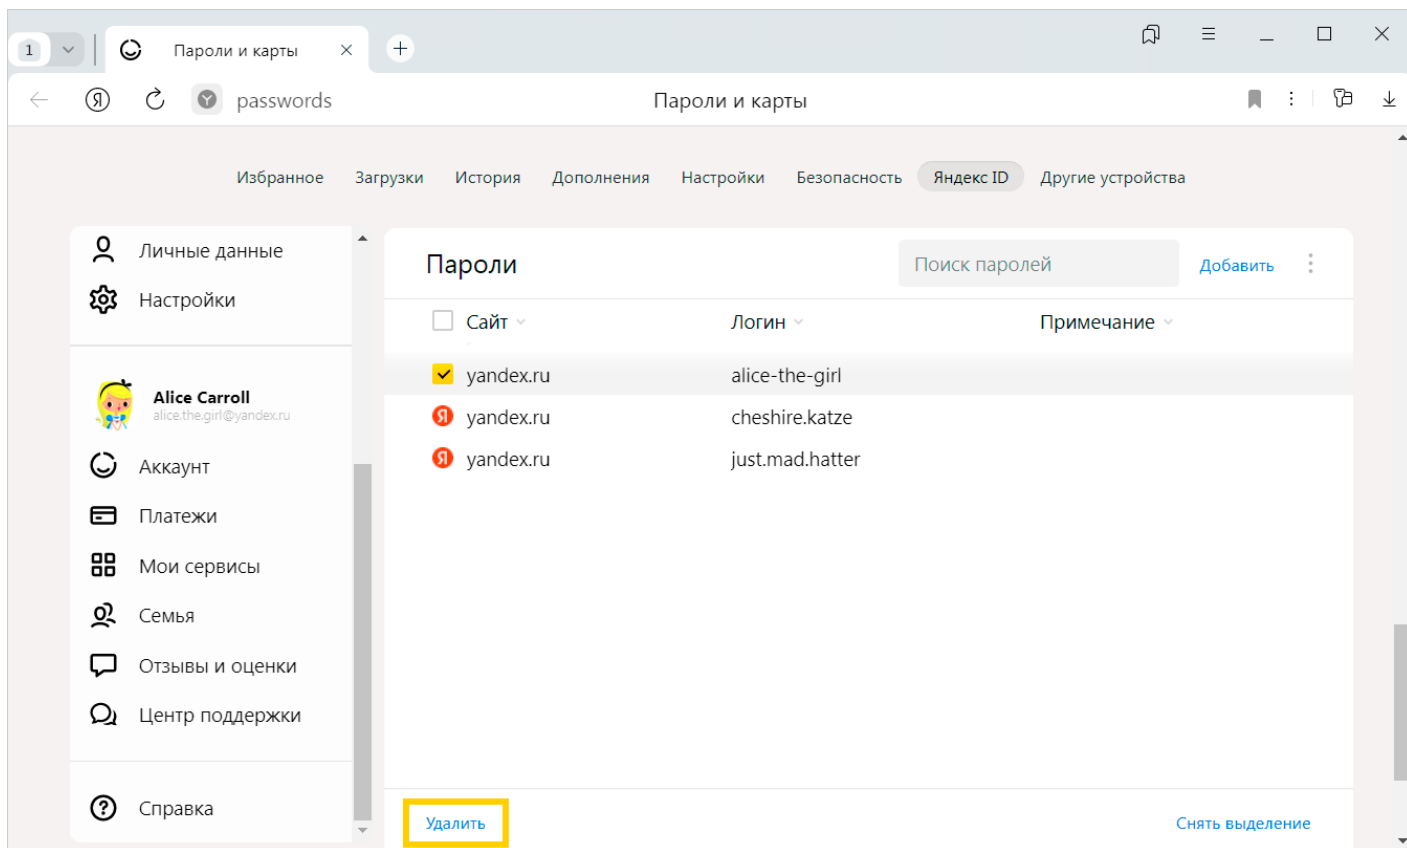 1 Пароли и карты
Я passwords Пароли и карты
Избранное Загрузки История Дополнения Настройки Безопасность Яндекс ID Другие устройства
Личные данные
Настройки
Alice Carroll
alice.the.girl@yandex.ru
Аккаунт
Платежи
Мои сервисы
Семья
Отзывы и оценки
Центр поддержки
Справка
Пароли Поиск паролей Добавить
Сайт Логин Примечание
yandex.ru alice-the-girl
Я yandex.ru cheshire.katze
Я yandex.ru just.mad.hatter
Удалить Снять выделение